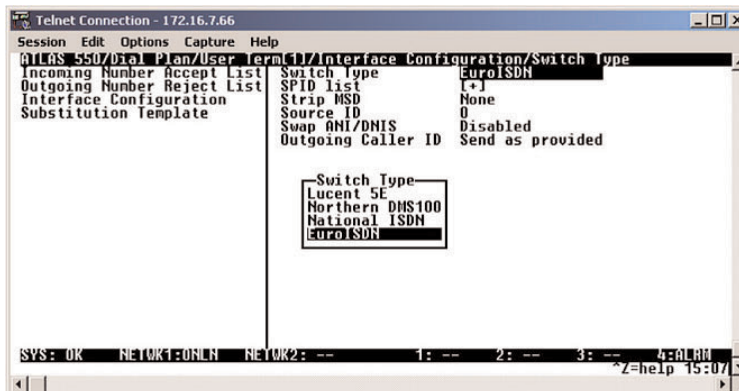 Telnet Connection - 172.16.7.66
Session Edit Options Capture Help
ATLAS 550/Dial Plan/User Term[1]/Interface Configuration/Switch Type
Incoming Number Accept List Switch Type EuroISDN
Outgoing Number Reject List SPID list [+]
Interface Configuration Strip MSD None
Substitution Template Source ID 0
Swap ANI/DNIS Disabled
Outgoing Caller ID Send as provided
Switch Type
Lucent 5E
Northern DMS100
National ISDN
EuroISDN
SYS: OK NETWK1:ONLN NETWK2: -- 1: -- 2: -- 3: -- 4:ALRM
^Z=help 15:07